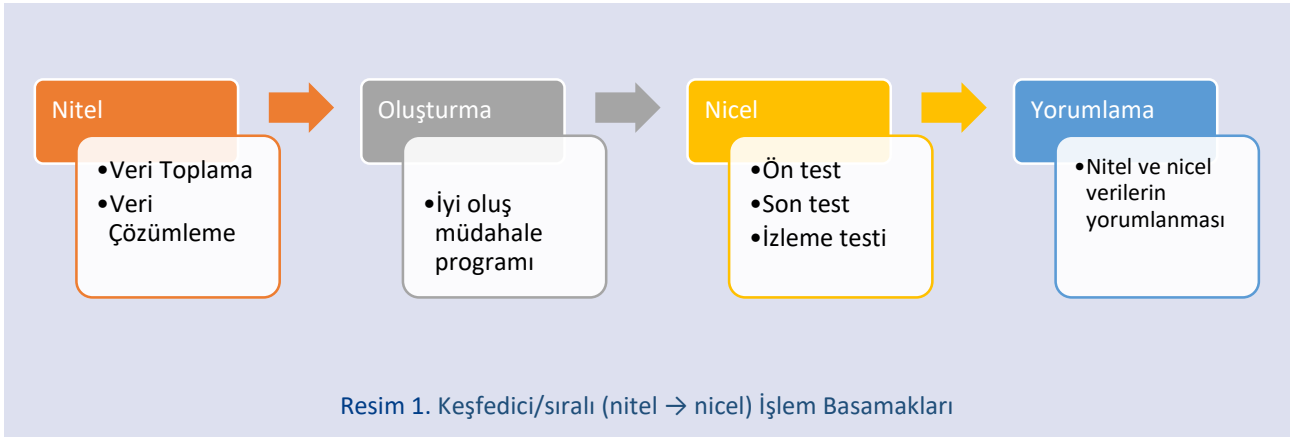 Nitel
•Veri Toplama
•Veri
Çözümleme
Oluşturma
•İyi oluş
müdahale
programı
Nicel
•Ön test
•Son test
•İzleme testi
Yorumlama
•Nitel ve nicel
verilerin
yorumlanması
Resim 1. Keşfedici/sıralı (nitel → nicel) İşlem Basamakları